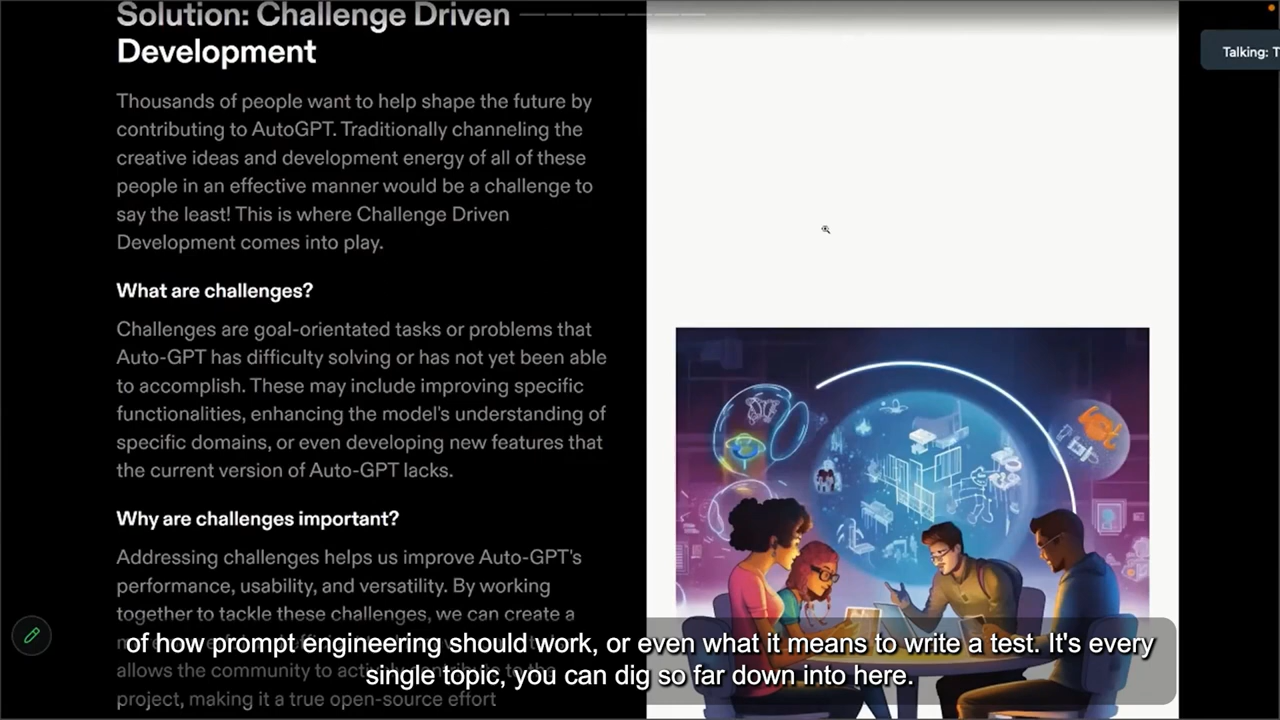 Solution: Challenge Driven
Development
Talking: T
Thousands of people want to help shape the future by
contributing to AutoGPT. Traditionally channeling the
creative ideas and development energy of all of these
people in an effective manner would be a challenge to
say the least! This is where Challenge Driven
Development comes into play.
What are challenges?
Challenges are goal-orientated tasks or problems that
Auto-GPT has difficulty solving or has not yet been able
to accomplish. These may include improving specific
functionalities, enhancing the model's understanding of
specific domains, or even developing new features that
the current version of Auto-GPT lacks.
Why are challenges important?
Addressing challenges helps us improve Auto-GPT's
performance, usability, and versatility. By working
together to tackle these challenges, we can create a
allows the community to
project, making it a true open-source effort
of how prompt engineering should work, or even what it means to write a test. It's every
single topic, you can dig so far down into here.